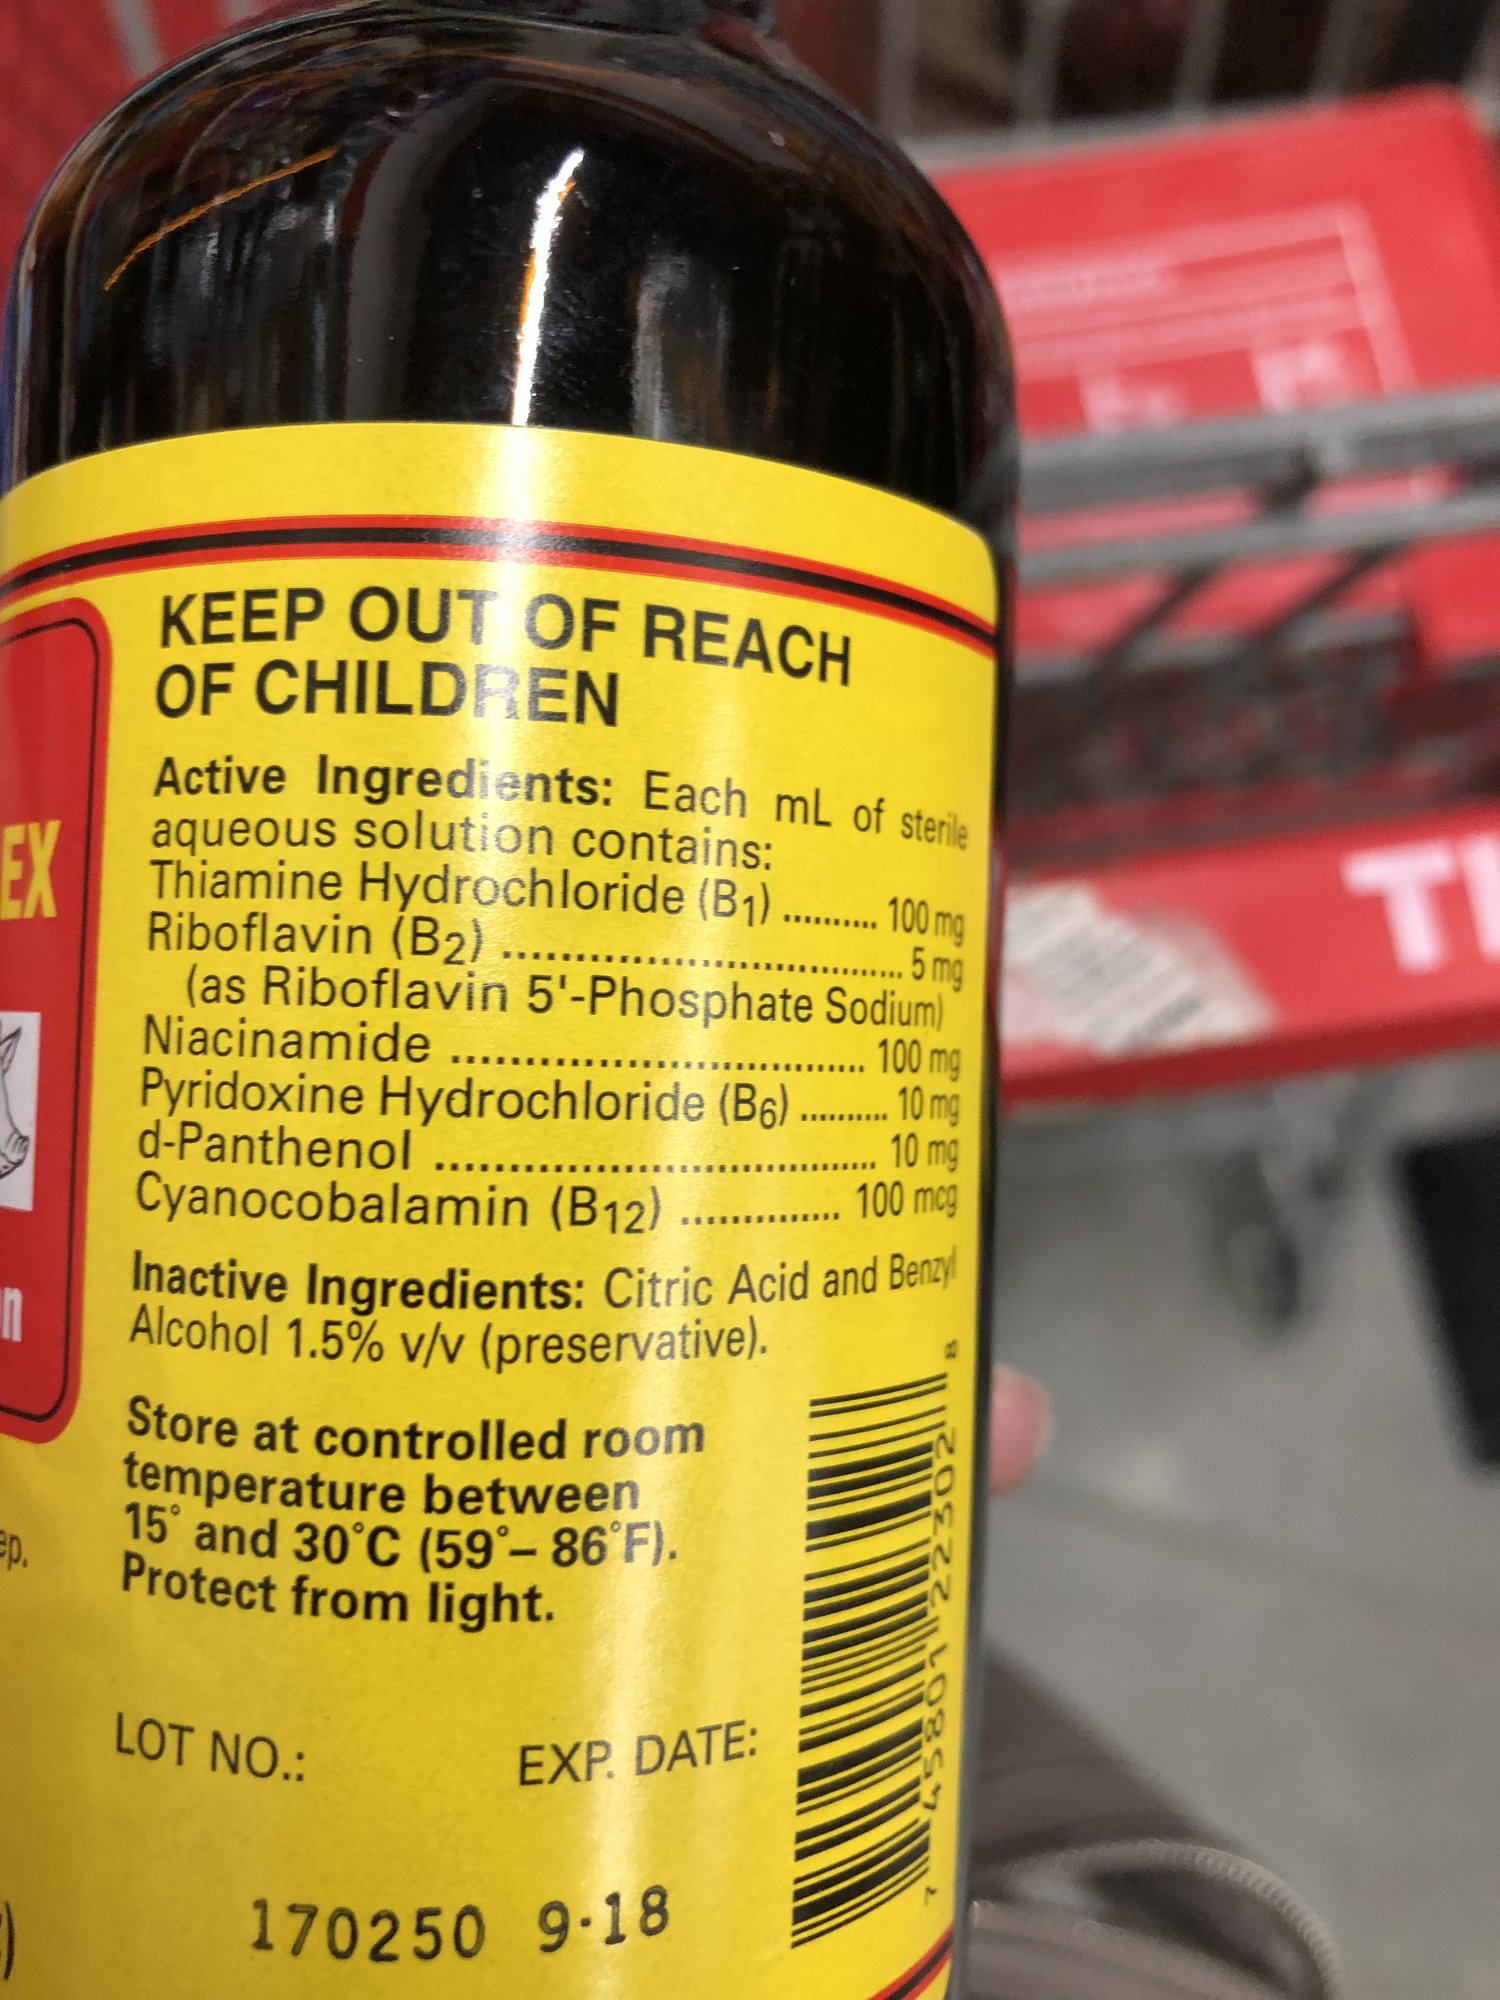 KEEP OUT OF REACH
OF CHILDREN
Active Ingredients: Each mL of sterile
aqueous solution contains:
Thiamine Hydrochloride (B1) .......... 100 mg
Riboflavin (B2) ................................ 5 mg
(as Riboflavin 5'-Phosphate Sodium)
Niacinamide ............................... 100 mg
Pyridoxine Hydrochloride (B6) .......... 10 mg
d-Panthenol ................................. 10 mg
Cyanocobalamin (B12) .............. 100 mcg
Inactive Ingredients: Citric Acid and Benzyl
Alcohol 1.5% v/v (preservative).
Store at controlled room
temperature between
15° and 30°C (59°– 86°F).
Protect from light.
LOT NO.: EXP. DATE:
170250 9·18
7 45801 22302 8
EX